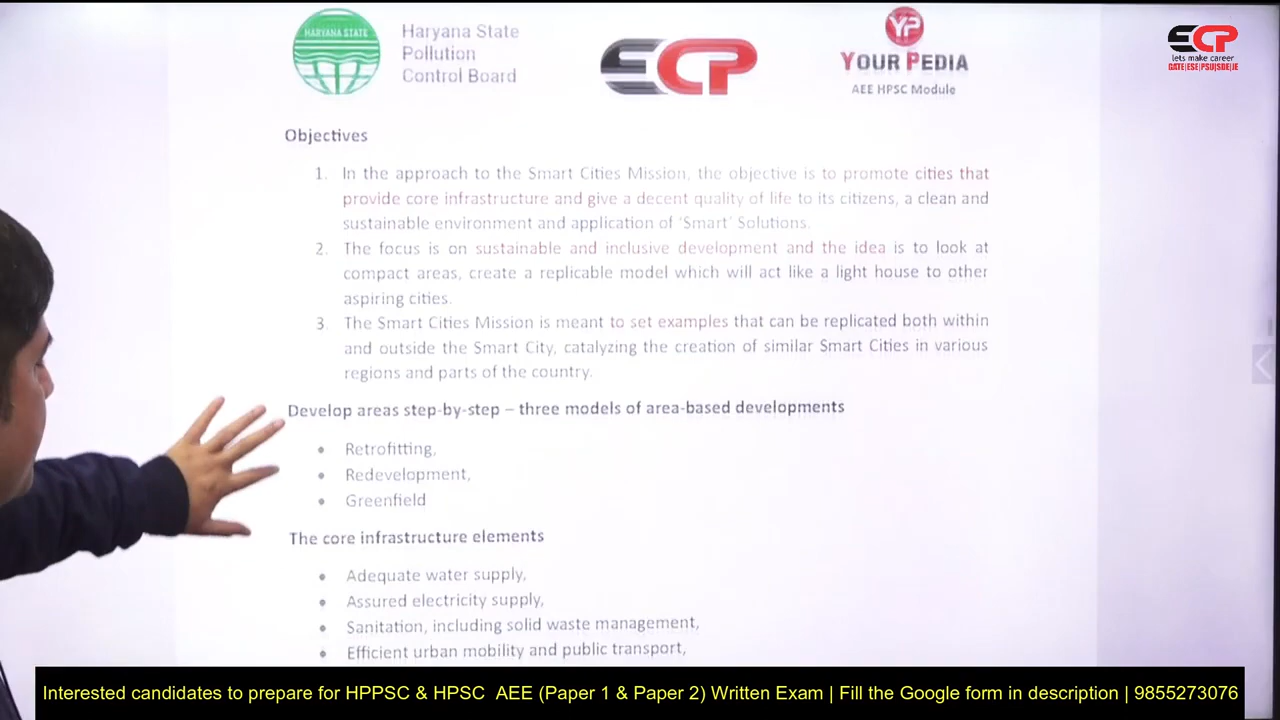 HARYANA STATE
Haryana State
Pollution
Control Board
ECP
YP
YOUR PEDIA
AEE HPSC Module
ECP
lets make career
GATE|ESE|PSU|SDE|JE
Objectives
1. In the approach to the Smart Cities Mission, the objective is to promote cities that
provide core infrastructure and give a decent quality of life to its citizens, a clean and
sustainable environment and application of ‘Smart’ Solutions.
2. The focus is on sustainable and inclusive development and the idea is to look at
compact areas, create a replicable model which will act like a light house to other
aspiring cities.
3. The Smart Cities Mission is meant to set examples that can be replicated both within
and outside the Smart City, catalyzing the creation of similar Smart Cities in various
regions and parts of the country.
Develop areas step-by-step – three models of area-based developments
• Retrofitting,
• Redevelopment,
• Greenfield
The core infrastructure elements
• Adequate water supply,
• Assured electricity supply,
• Sanitation, including solid waste management,
• Efficient urban mobility and public transport,
Interested candidates to prepare for HPPSC & HPSC AEE (Paper 1 & Paper 2) Written Exam | Fill the Google form in description | 9855273076